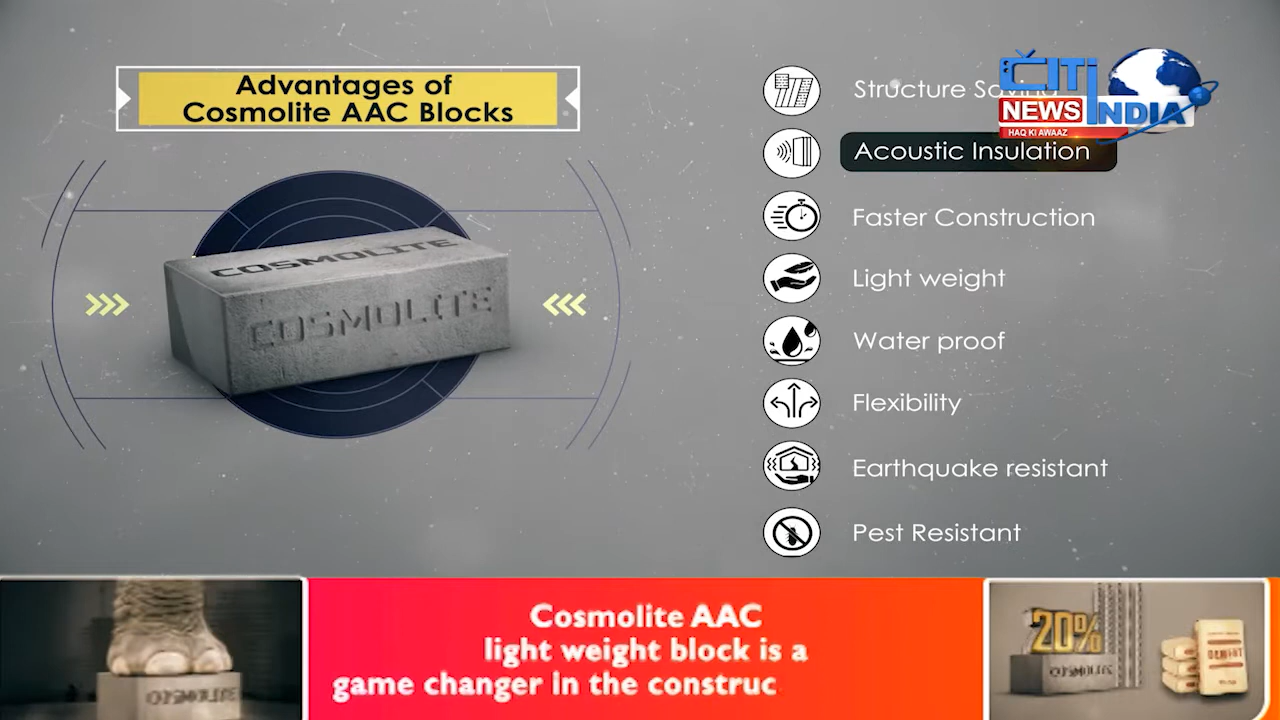 Advantages of
Cosmolite AAC Blocks
COSMOLITE
COSMOLITE
Structure Saving
CITI
NEWS
INDIA
HAQ KI AWAAZ
Acoustic Insulation
Faster Construction
Light weight
Water proof
Flexibility
Earthquake resistant
Pest Resistant
Cosmolite AAC
light weight block is a
game changer in the construc
COSMOLITE
20%
COSMOLITE
CEMENT